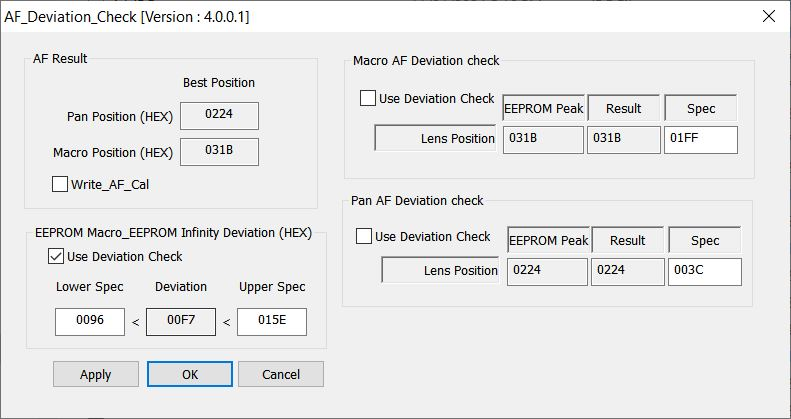 AF_Deviation_Check [Version : 4.0.0.1]
AF Result
Best Position
Pan Position (HEX) 0224
Macro Position (HEX) 031B
Write_AF_Cal
EEPROM Macro_EEPROM Infinity Deviation (HEX)
Use Deviation Check
Lower Spec Deviation Upper Spec
0096 < 00F7 < 015E
Apply OK Cancel
Macro AF Deviation check
Use Deviation Check EEPROM Peak Result Spec
Lens Position 031B 031B 01FF
Pan AF Deviation check
Use Deviation Check EEPROM Peak Result Spec
Lens Position 0224 0224 003C